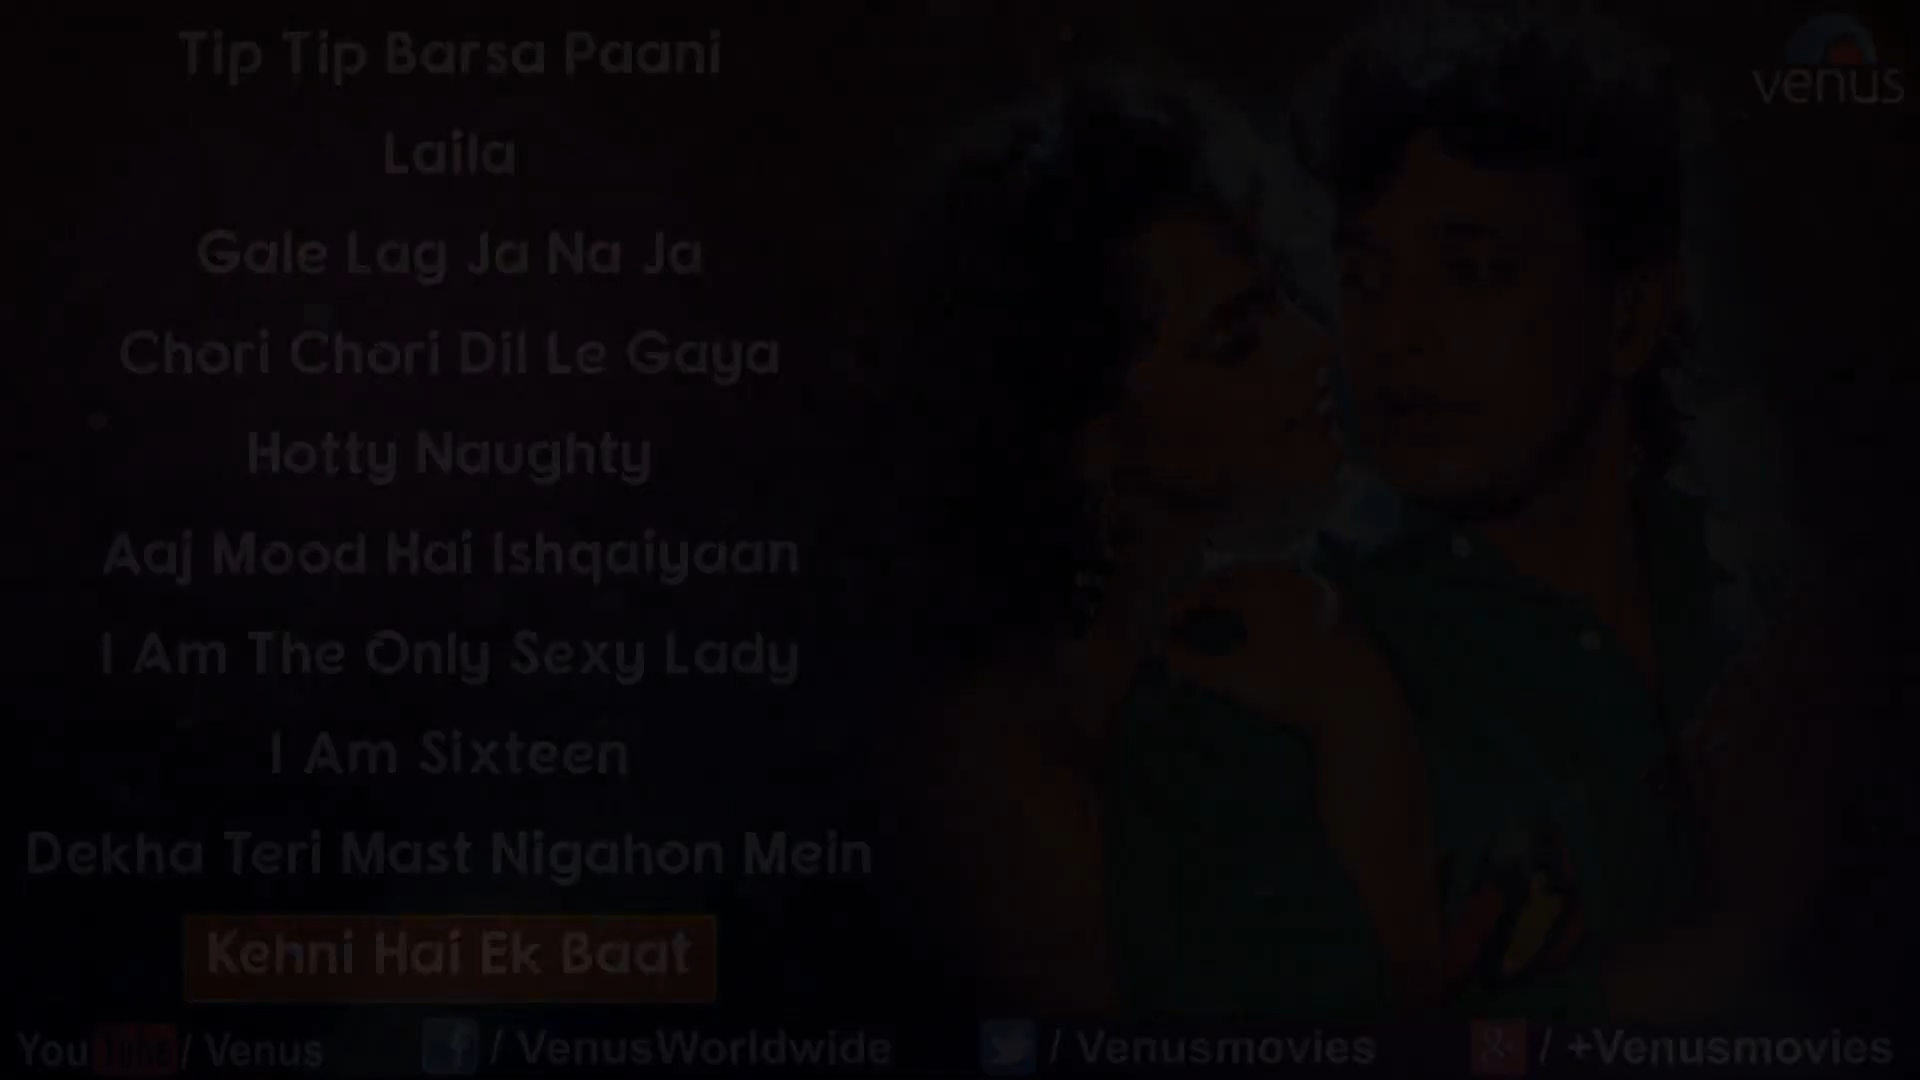 Tip Tip Barsa Paani
venus
Laila
Gale Lag Ja Na Ja
Chori Chori Dil Le Gaya
Hotty Naughty
Aaj Mood Hai Ishqaiyaan
I Am The Only Sexy Lady
I Am Sixteen
Dekha Teri Mast Nigahon Mein
Kehni Hai Ek Baat
YouTube / Venus f / VenusWorldwide / Venusmovies g+ / +Venusmovies